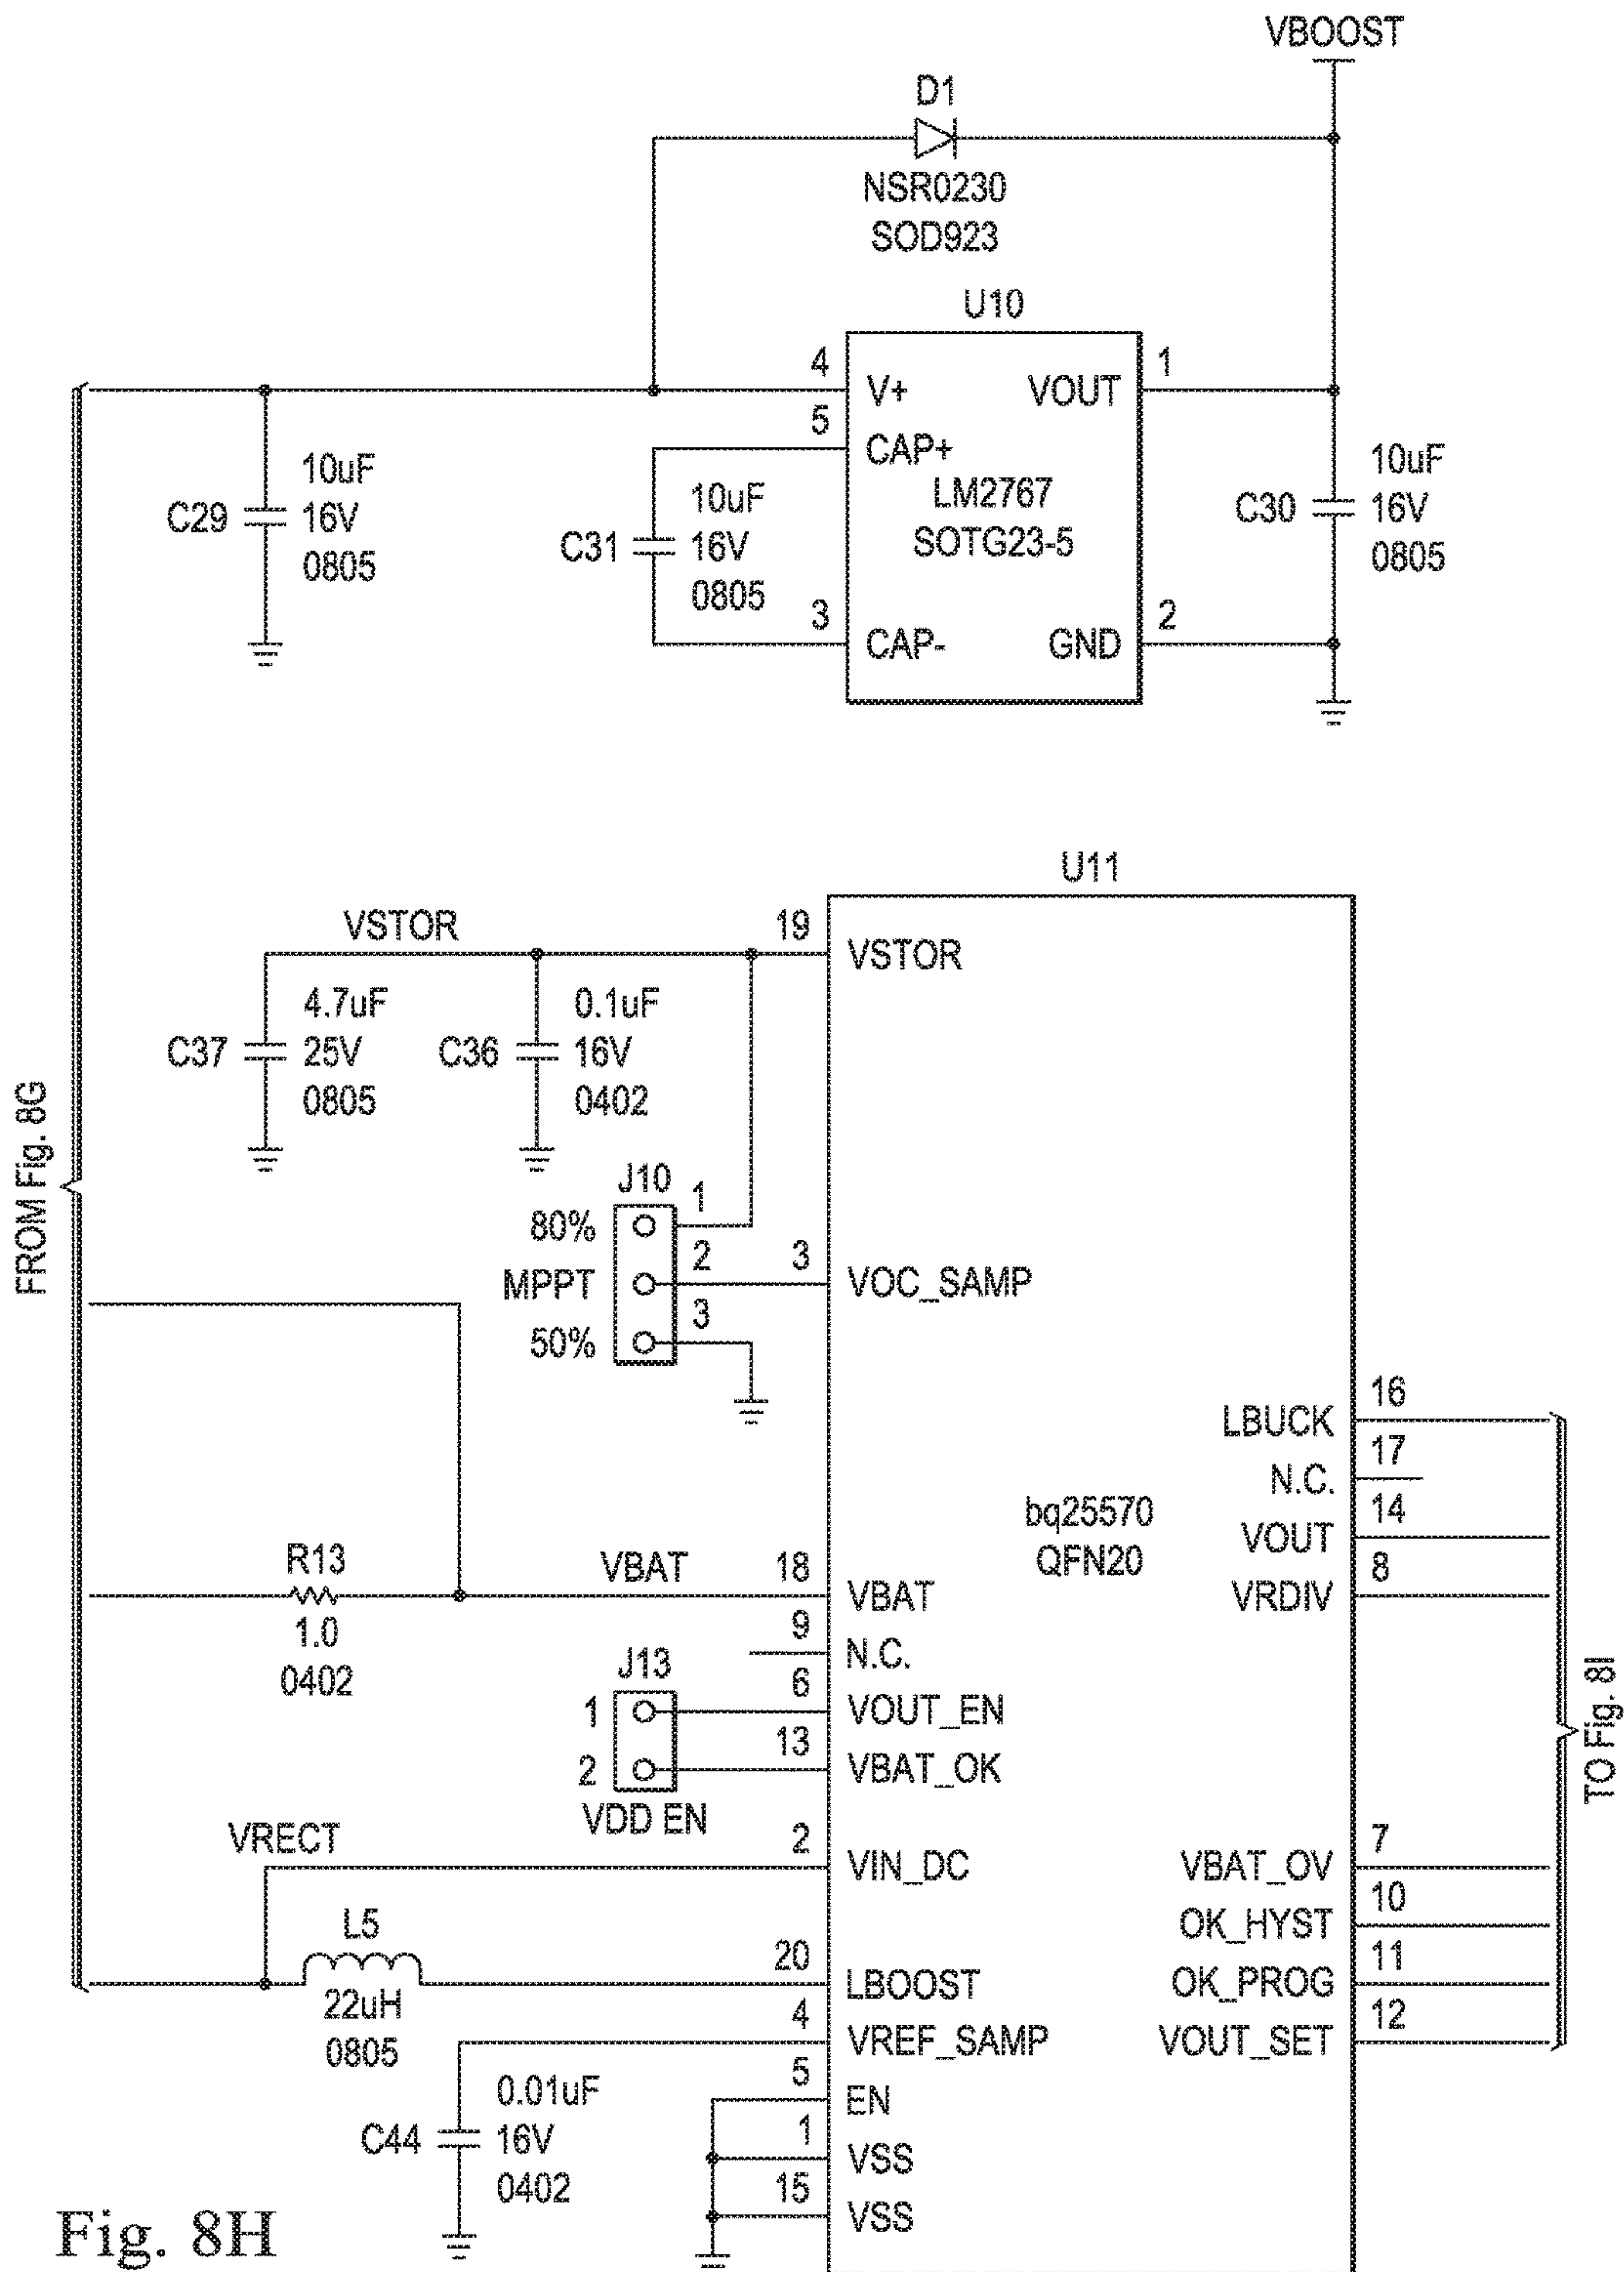 VBOOST
D1
NSR0230
SOD923
U10
4
V+
VOUT
1
5
CAP+
LM2767
SOTG23-5
3
CAP-
GND
2
C29
10uF
16V
0805
C31
10uF
16V
0805
C30
10uF
16V
0805
U11
VSTOR
19
VSTOR
C37
4.7uF
25V
0805
C36
0.1uF
16V
0402
FROM Fig. 8G
J10
80%
1
MPPT
2
3
VOC_SAMP
50%
3
LBUCK
16
N.C.
17
bq25570
QFN20
VOUT
14
VRDIV
8
R13
1.0
0402
VBAT
18
VBAT
9
N.C.
J13
1
6
VOUT_EN
2
13
VBAT_OK
VDD EN
TO Fig. 8I
VRECT
2
VIN_DC
VBAT_OV
7
OK_HYST
10
L5
22uH
0805
20
LBOOST
OK_PROG
11
4
VREF_SAMP
VOUT_SET
12
C44
0.01uF
16V
0402
5
EN
1
VSS
15
VSS
Fig. 8H